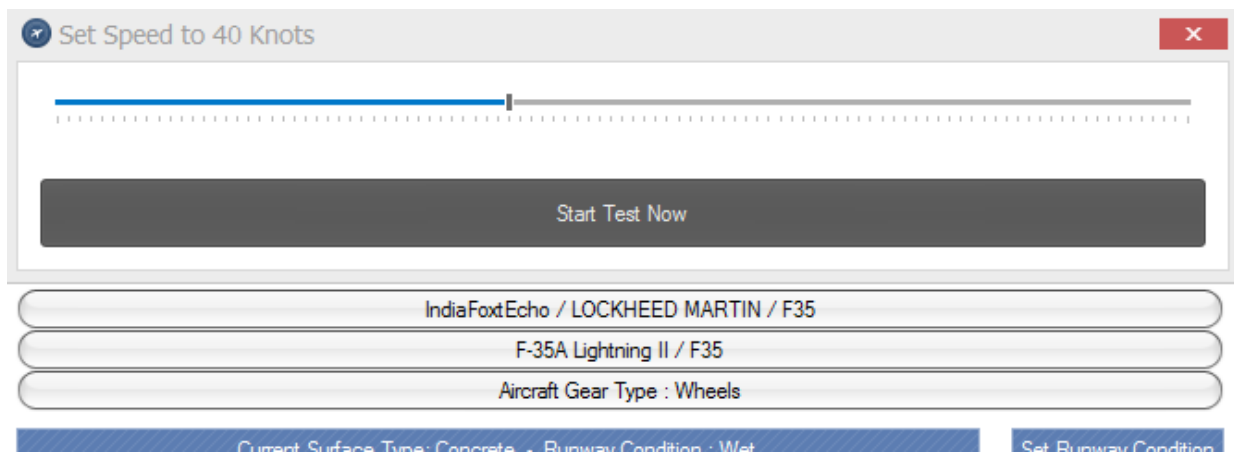 Set Speed to 40 Knots
Start Test Now
IndiaFoxtEcho / LOCKHEED MARTIN / F35
F-35A Lightning II / F35
Aircraft Gear Type : Wheels
Current Surface Type: Concrete - Runway Condition : Wet
Set Runway Condition